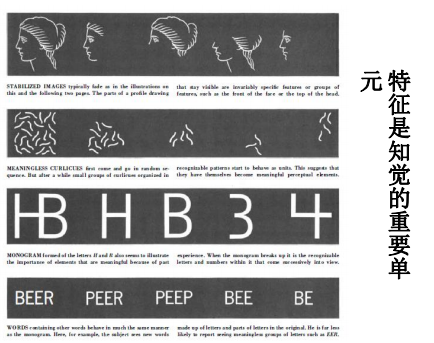 STABILIZED IMAGES typically fade as in the illustrations on
this and the following two pages. The parts of a profile drawing
that stay visible are invariably specific features or groups of
features, such as the front of the face or the top of the head.
MEANINGLESS CURLICUES first come and go in random se-
quence. But after a while small groups of curlicues organized in
recognizable patterns start to behave as units. This suggests that
they have themselves become meaningful perceptual elements.
HB H B 3 4
MONOGRAM formed of the letters H and B also seems to illustrate
the importance of elements that are meaningful because of past
experience. When the monogram breaks up it is the recognizable
letters and numbers within it that come successively into view.
BEER PEER PEEP BEE BE
WORDS containing other words behave in much the same manner
as the monogram. Here, for example, the subject sees new words
made up of letters and parts of letters in the original. He is far less
likely to report seeing meaningless groups of letters such as EER.
特征是知觉的重要单
元